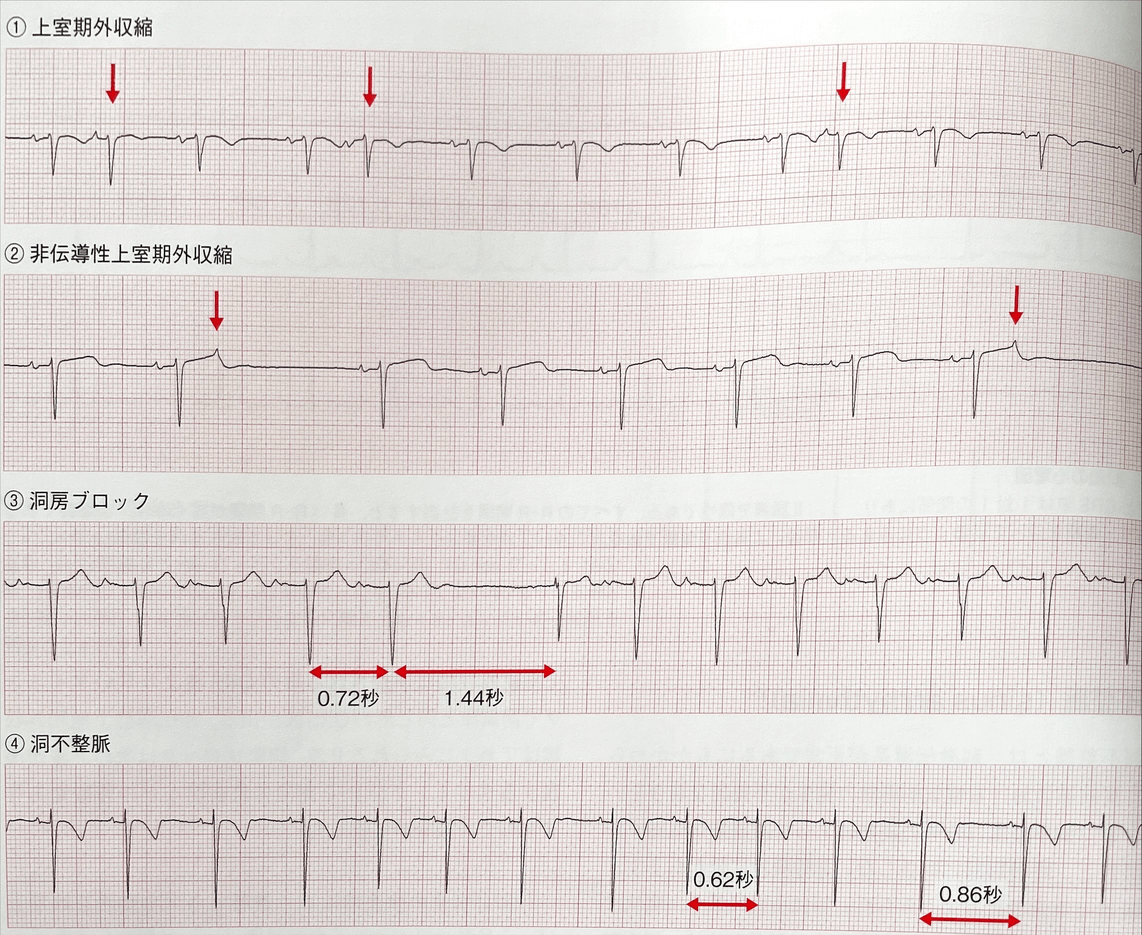 ① 上室期外収縮
② 非伝導性上室期外収縮
③ 洞房ブロック
0.72秒
1.44秒
④ 洞不整脈
0.62秒
0.86秒